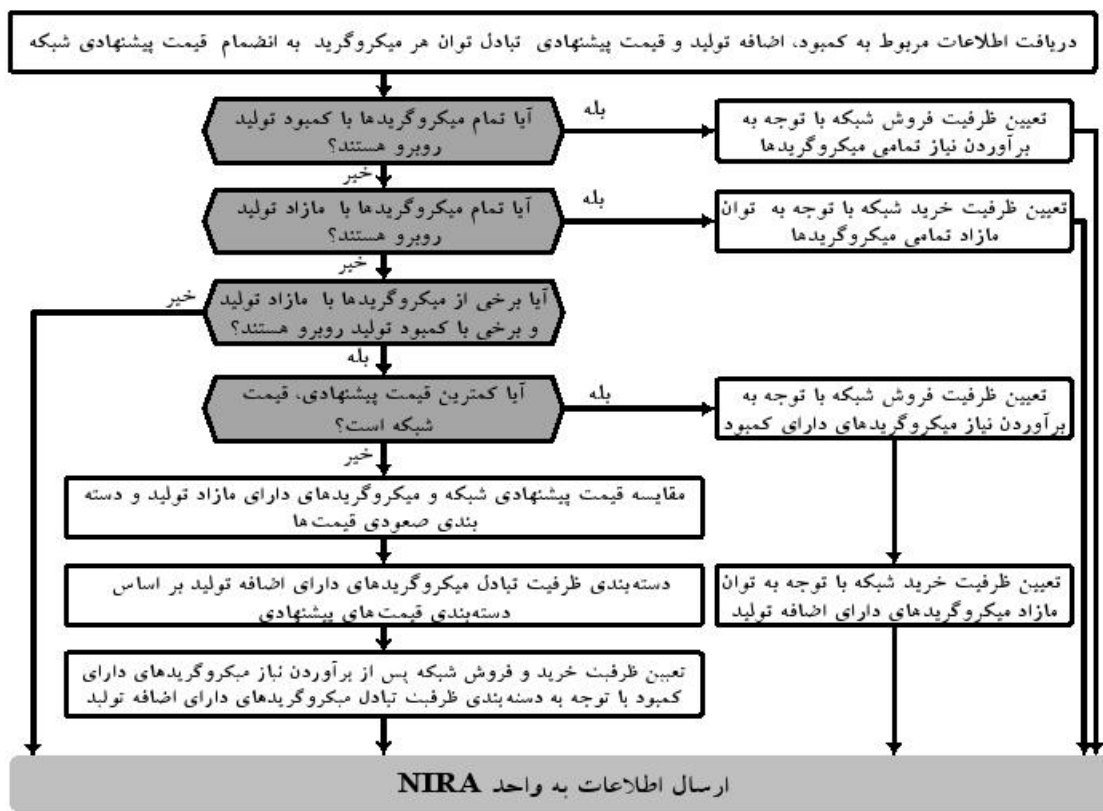 دریافت اطلاعات مربوط به کمبود، اضافه تولید و قیمت پیشنهادی تبادل توان هر میکروگرید به انضمام قیمت پیشنهادی شبکه
آیا تمام میکروگریدها با کمبود تولید
روبرو هستند؟
بله
تعیین ظرفیت فروش شبکه با توجه به
برآوردن نیاز تمامی میکروگریدها
خیر
آیا تمام میکروگریدها با مازاد تولید
روبرو هستند؟
بله
تعیین ظرفیت خرید شبکه با توجه به توان
مازاد تمامی میکروگریدها
خیر
آیا برخی از میکروگریدها با مازاد تولید
و برخی با کمبود تولید روبرو هستند؟
خیر
بله
آیا کمترین قیمت پیشنهادی، قیمت
شبکه است؟
بله
تعیین ظرفیت فروش شبکه با توجه به
برآوردن نیاز میکروگریدهای دارای کمبود
خیر
مقایسه قیمت پیشنهادی شبکه و میکروگریدهای دارای مازاد تولید و دسته
بندی صعودی قیمت‌ها
دسته‌بندی ظرفیت تبادل میکروگریدهای دارای اضافه تولید بر اساس
دسته‌بندی قیمت‌های پیشنهادی
تعیین ظرفیت خرید شبکه با توجه به توان
مازاد میکروگریدهای دارای اضافه تولید
تعیین ظرفیت خرید و فروش شبکه پس از برآوردن نیاز میکروگریدهای دارای
کمبود با توجه به دسته‌بندی ظرفیت تبادل میکروگریدهای دارای اضافه تولید
ارسال اطلاعات به واحد NIRA